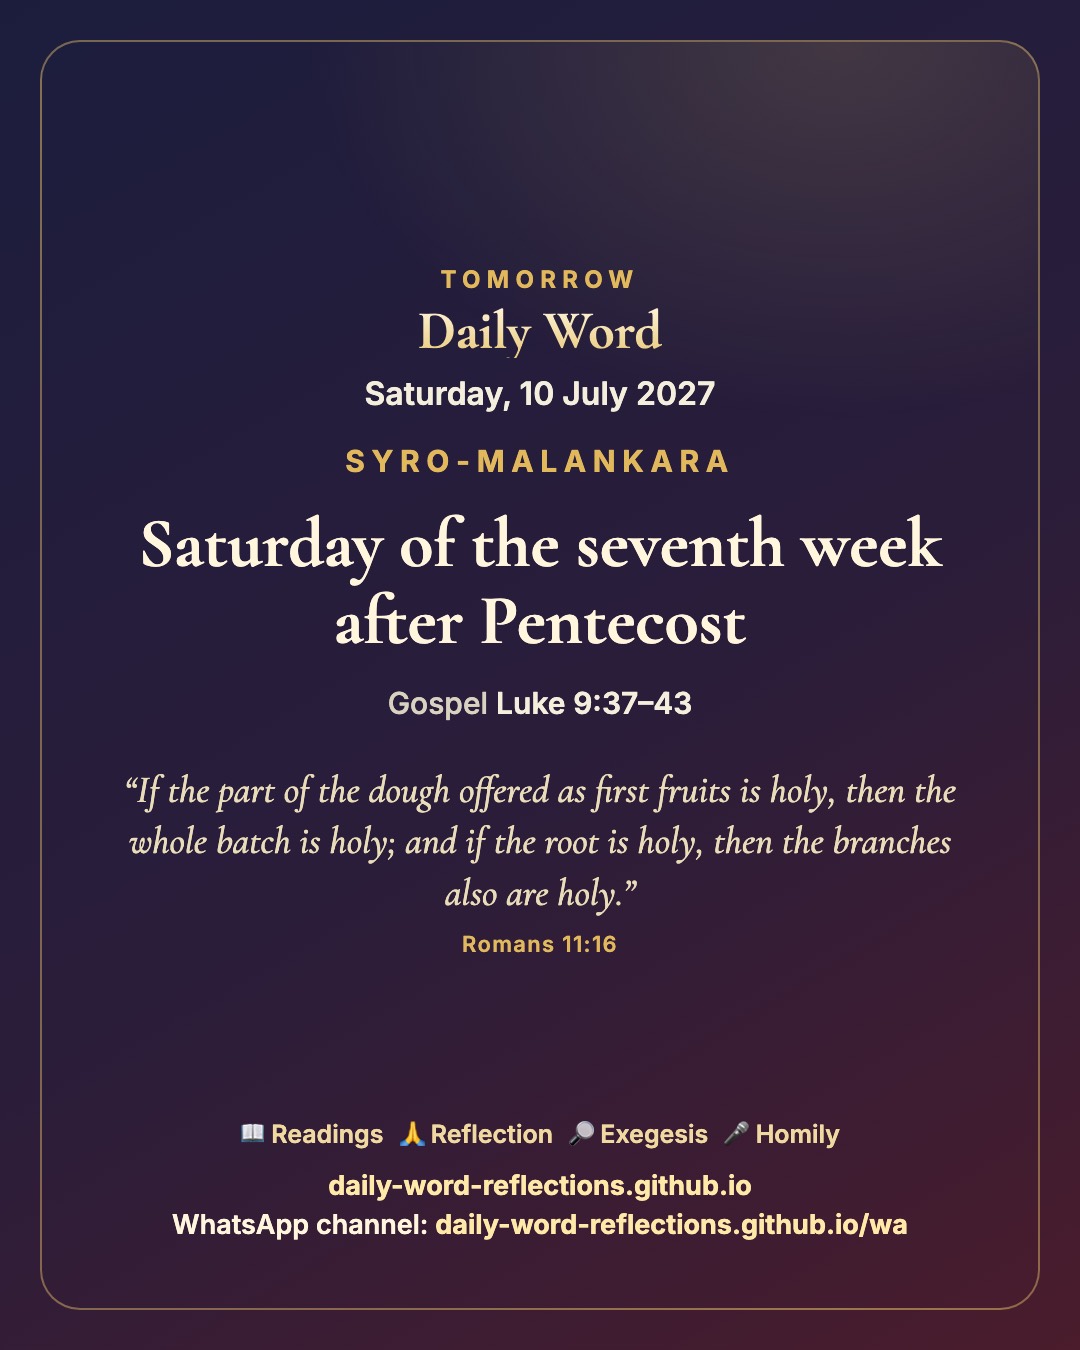 TOMORROW
Daily Word
Saturday, 10 July 2027
SYRO-MALANKARA
Saturday of the seventh week
after Pentecost
Gospel Luke 9:37–43
“If the part of the dough offered as first fruits is holy, then the
whole batch is holy; and if the root is holy, then the branches
also are holy.”
Romans 11:16
📖 Readings 🙏 Reflection 🔎 Exegesis 🎤 Homily
daily-word-reflections.github.io
WhatsApp channel: daily-word-reflections.github.io/wa